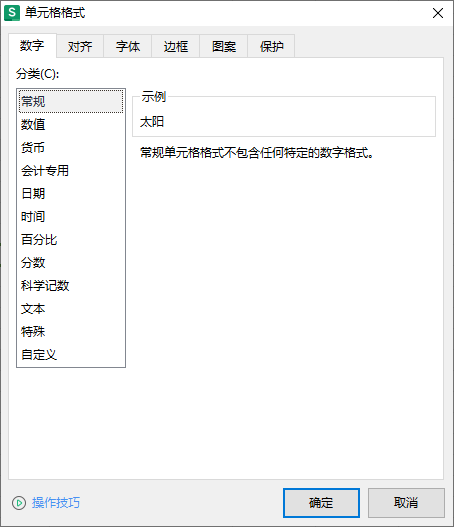 S 单元格格式
数字 对齐 字体 边框 图案 保护
分类(C):
常规
数值
货币
会计专用
日期
时间
百分比
分数
科学记数
文本
特殊
自定义
示例
太阳
常规单元格格式不包含任何特定的数字格式。
操作技巧
确定 取消